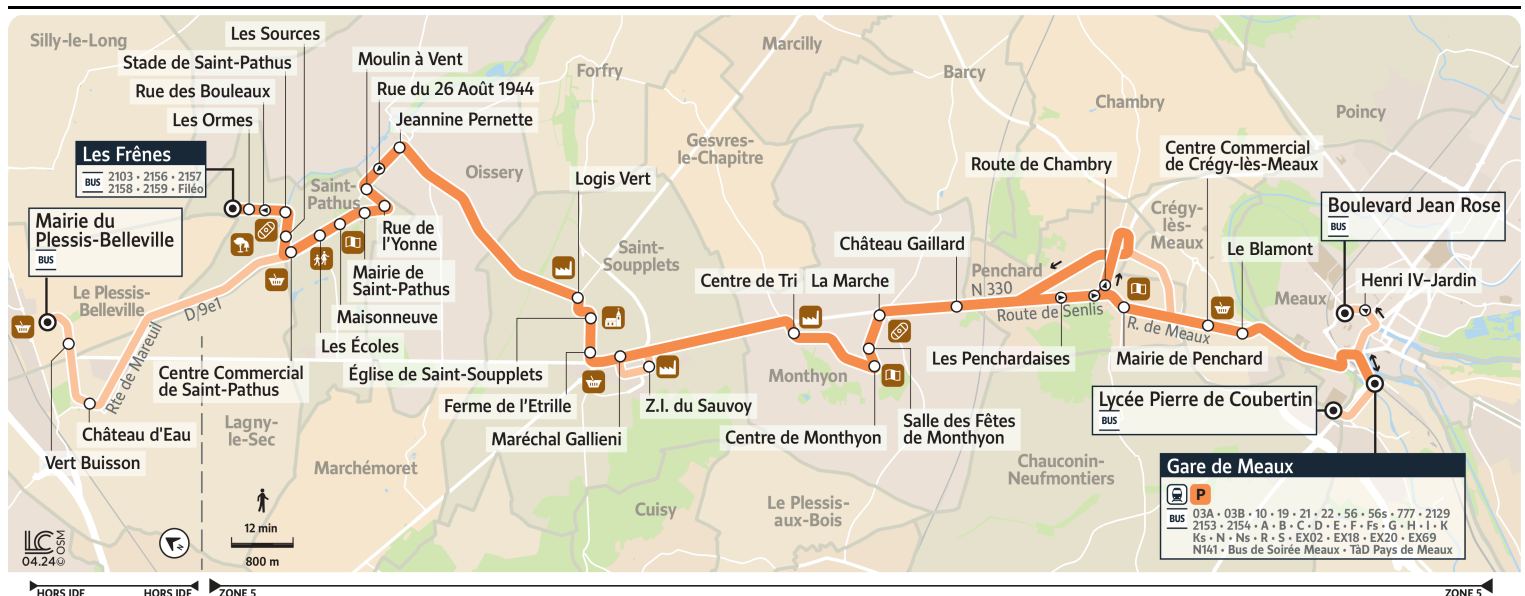 Silly-le-Long
Les Sources
Stade de Saint-Pathus
Rue des Bouleaux
Les Ormes
Les Frênes
BUS
2103 • 2156 • 2157
2158 • 2159 • Filéo
Mairie du
Plessis-Belleville
BUS
Le Plessis-
Belleville
Moulin à Vent
Rue du 26 Août 1944
Jeannine Pernette
Saint-
Pathus
Oissery
Forfry
Marcilly
Barcy
Chambry
Poincy
Gesvres-
le-Chapitre
Logis Vert
Rue de
l'Yonne
Mairie de
Saint-Pathus
Maisonneuve
Les Écoles
Centre Commercial
de Saint-Pathus
D 9e1
Rte de Mareuil
Château d'Eau
Vert Buisson
Lagny-
le-Sec
Marchémoret
Saint-
Soupplets
Église de Saint-Soupplets
Ferme de l'Etrille
Maréchal Gallieni
Z.I. du Sauvoy
Cuisy
Centre de Tri
La Marche
Château Gaillard
Monthyon
Centre de Monthyon
Salle des Fêtes
de Monthyon
Le Plessis-
aux-Bois
Route de Chambry
Penchard
N 330
Route de Senlis
Les Penchardaises
Mairie de Penchard
R. de Meaux
Chauconin-
Neufmontiers
Centre Commercial
de Crégy-lès-Meaux
Crégy-
lès-
Meaux
Le Blamont
Boulevard Jean Rose
BUS
Henri IV-Jardin
Meaux
Lycée Pierre de Coubertin
BUS
Gare de Meaux
P
BUS
03A • 03B • 10 • 19 • 21 • 22 • 56 • 56s • 777 • 2129
2153 • 2154 • A • B • C • D • E • F • Fs • G • H • I • K
Ks • N • Ns • R • S • EX02 • EX18 • EX20 • EX69
N141 • Bus de Soirée Meaux • TàD Pays de Meaux
12 min
800 m
LC
04.24
© OSM
N
HORS IDF
HORS IDF
ZONE 5
ZONE 5